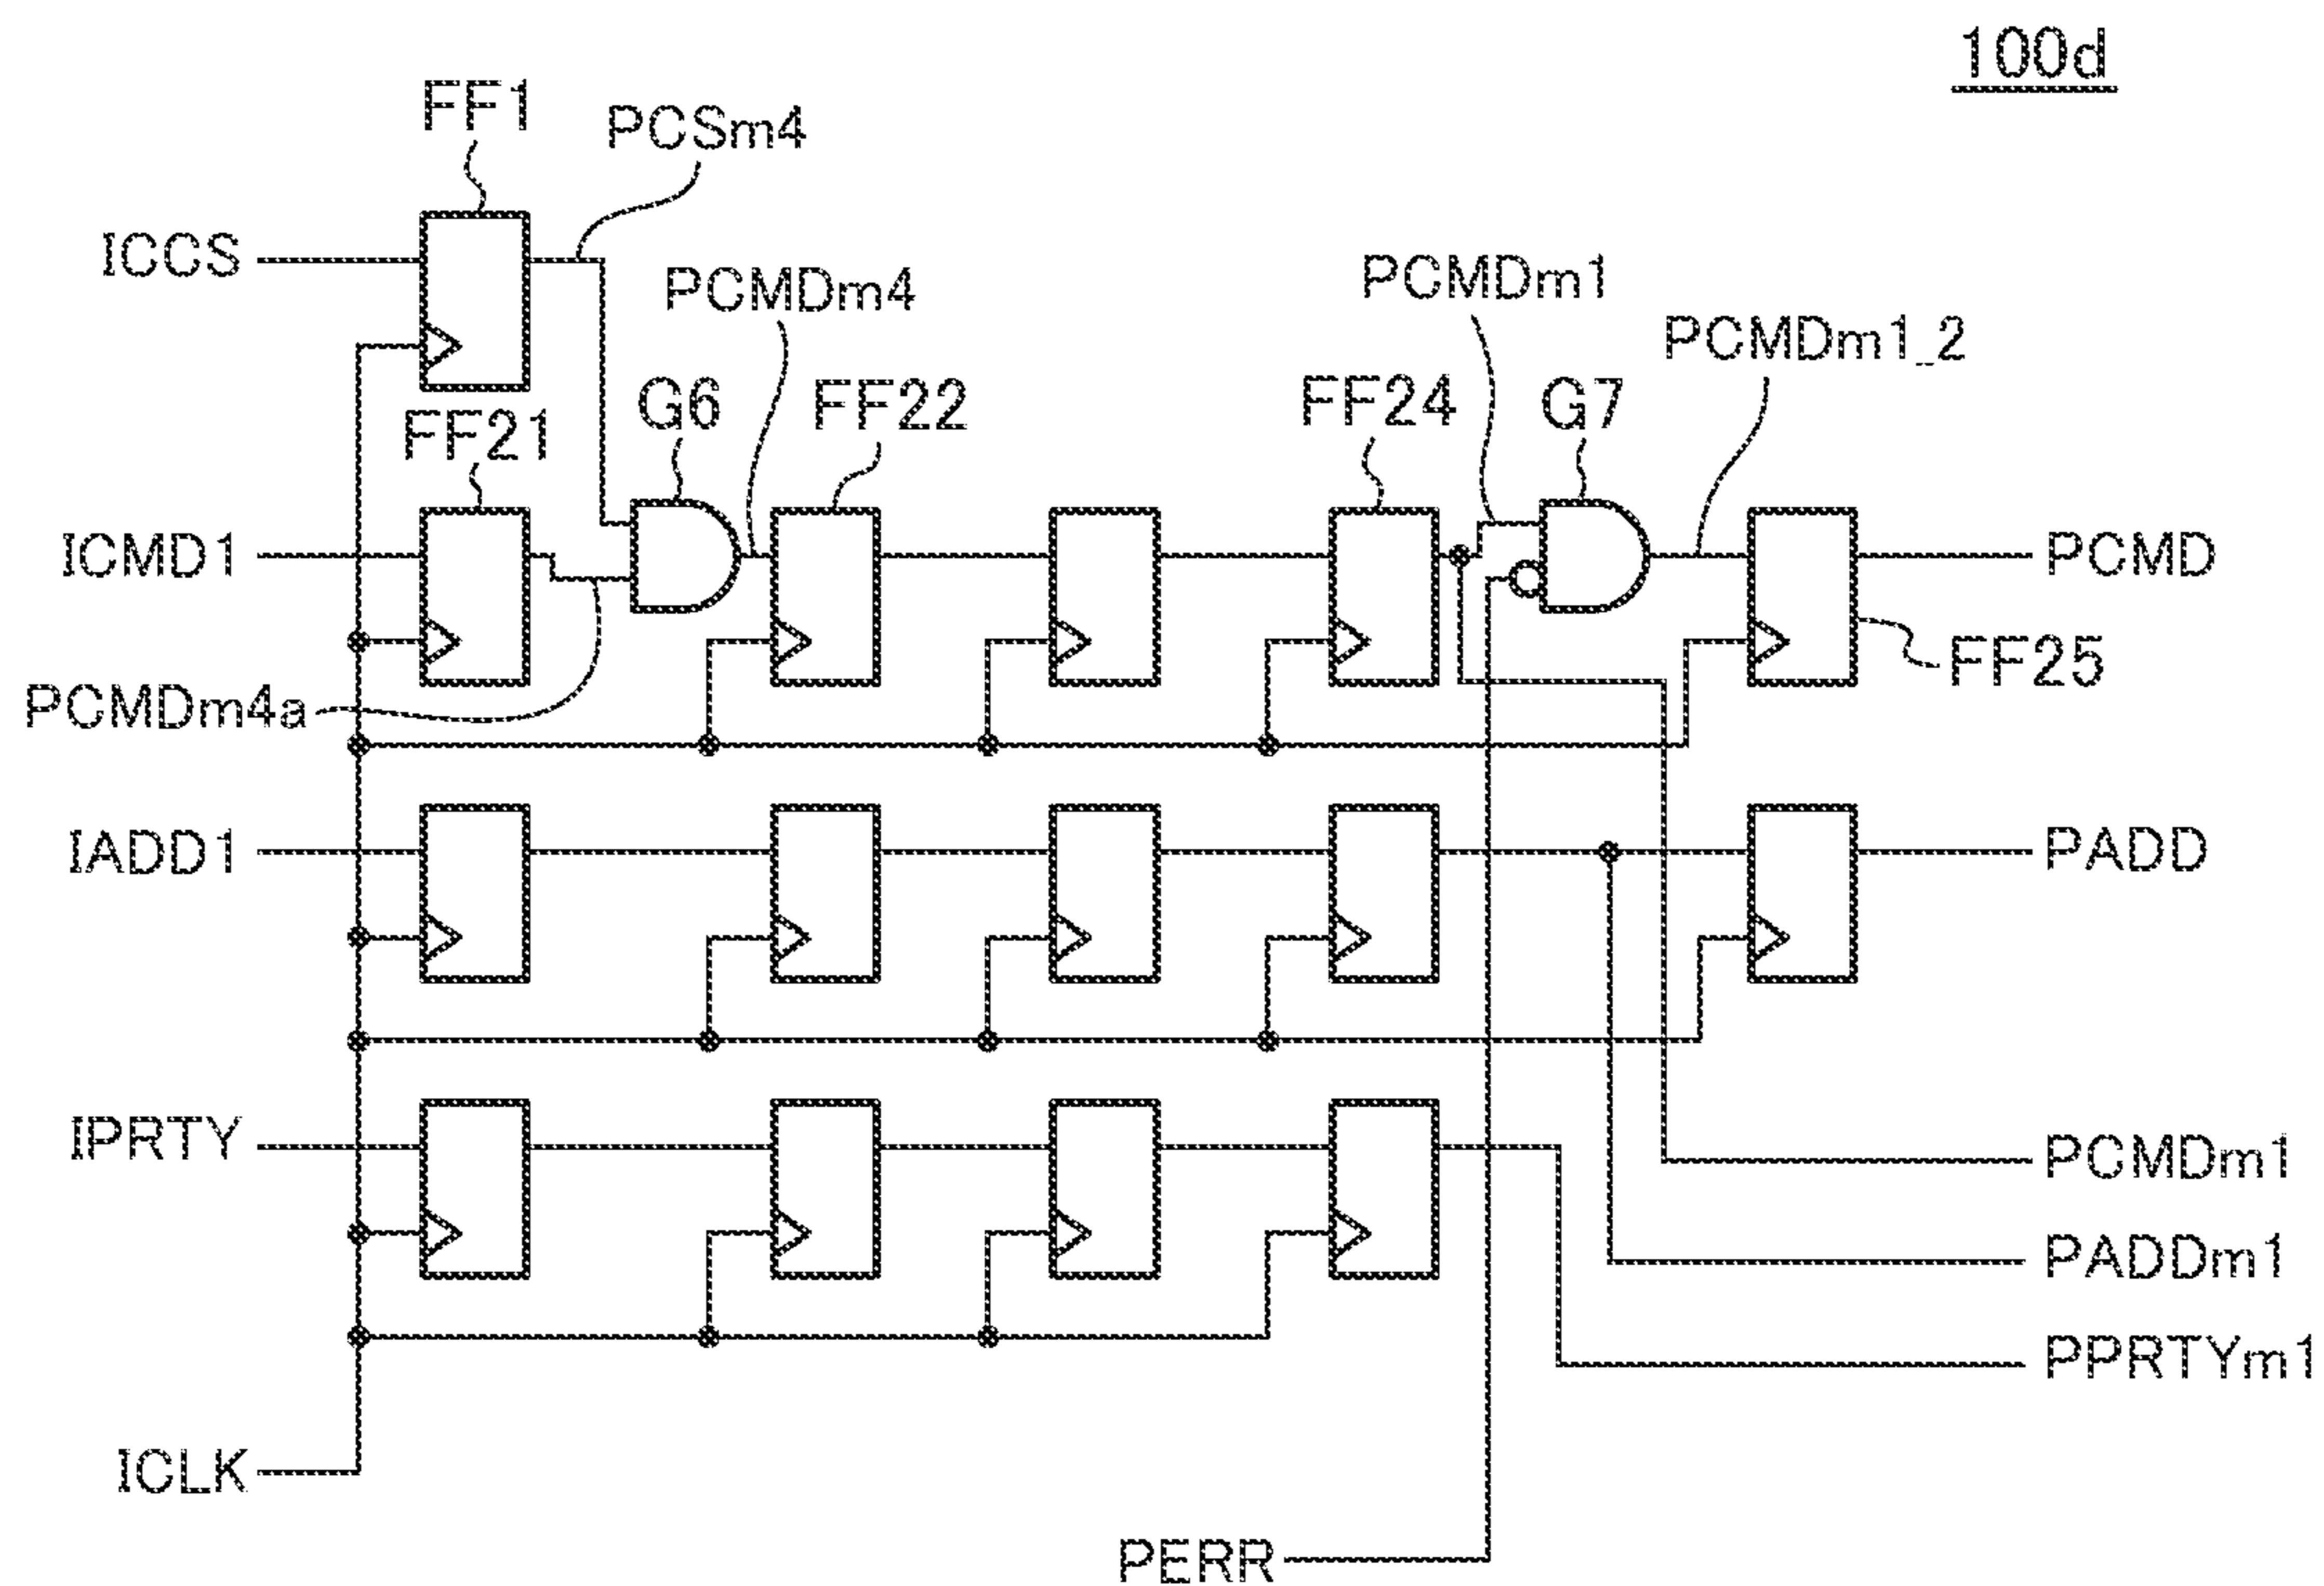 100d
FF1
PCSm4
ICCS
PCMDm4
PCMDm1
PCMDm1_2
FF21
G6
FF22
FF24
G7
ICMD1
PCMD
FF25
PCMDm4a
IADD1
PADD
IPRTY
PCMDm1
PADDm1
PPRTYm1
ICLK
PERR